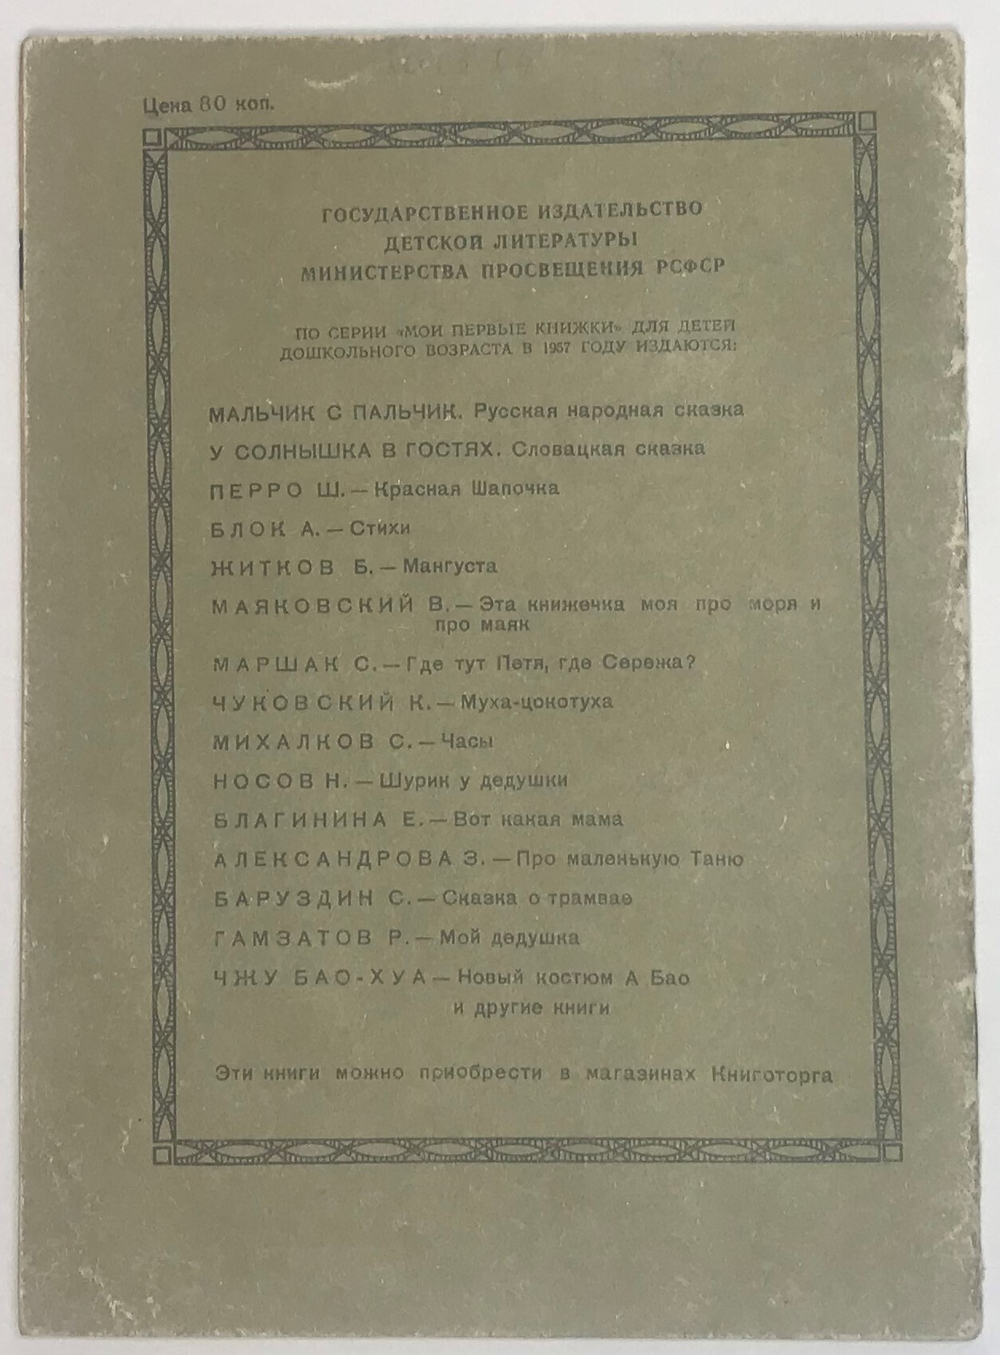 Цена 80 коп.
ГОСУДАРСТВЕННОЕ ИЗДАТЕЛЬСТВО
ДЕТСКОЙ ЛИТЕРАТУРЫ
МИНИСТЕРСТВА ПРОСВЕЩЕНИЯ РСФСР
ПО СЕРИИ «МОИ ПЕРВЫЕ КНИЖКИ» ДЛЯ ДЕТЕЙ
ДОШКОЛЬНОГО ВОЗРАСТА В 1957 ГОДУ ИЗДАЮТСЯ:
МАЛЬЧИК С ПАЛЬЧИК. Русская народная сказка
У СОЛНЫШКА В ГОСТЯХ. Словацкая сказка
ПЕРРО Ш. — Красная Шапочка
БЛОК А. — Стихи
ЖИТКОВ Б. — Мангуста
МАЯКОВСКИЙ В. — Эта книжечка моя про моря и
про маяк
МАРШАК С. — Где тут Петя, где Сережа?
ЧУКОВСКИЙ К. — Муха-цокотуха
МИХАЛКОВ С. — Часы
НОСОВ Н. — Шурик у дедушки
БЛАГИНИНА Е. — Вот какая мама
АЛЕКСАНДРОВА З. — Про маленькую Таню
БАРУЗДИН С. — Сказка о трамвае
ГАМЗАТОВ Р. — Мой дедушка
ЧЖУ БАО-ХУА — Новый костюм А Бао
и другие книги
Эти книги можно приобрести в магазинах Книготорга